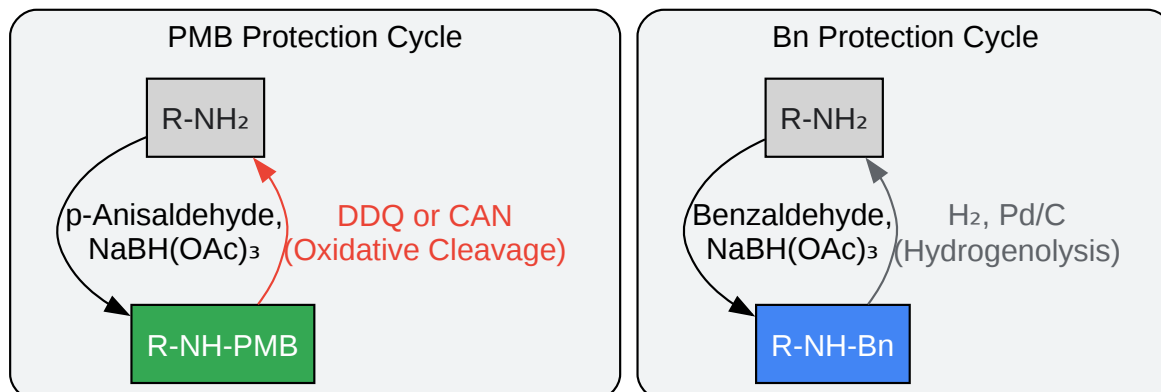 PMB Protection Cycle
R-NH₂
p-Anisaldehyde,
NaBH(OAc)₃
DDQ or CAN
(Oxidative Cleavage)
R-NH-PMB
Bn Protection Cycle
R-NH₂
Benzaldehyde,
NaBH(OAc)₃
H₂, Pd/C
(Hydrogenolysis)
R-NH-Bn